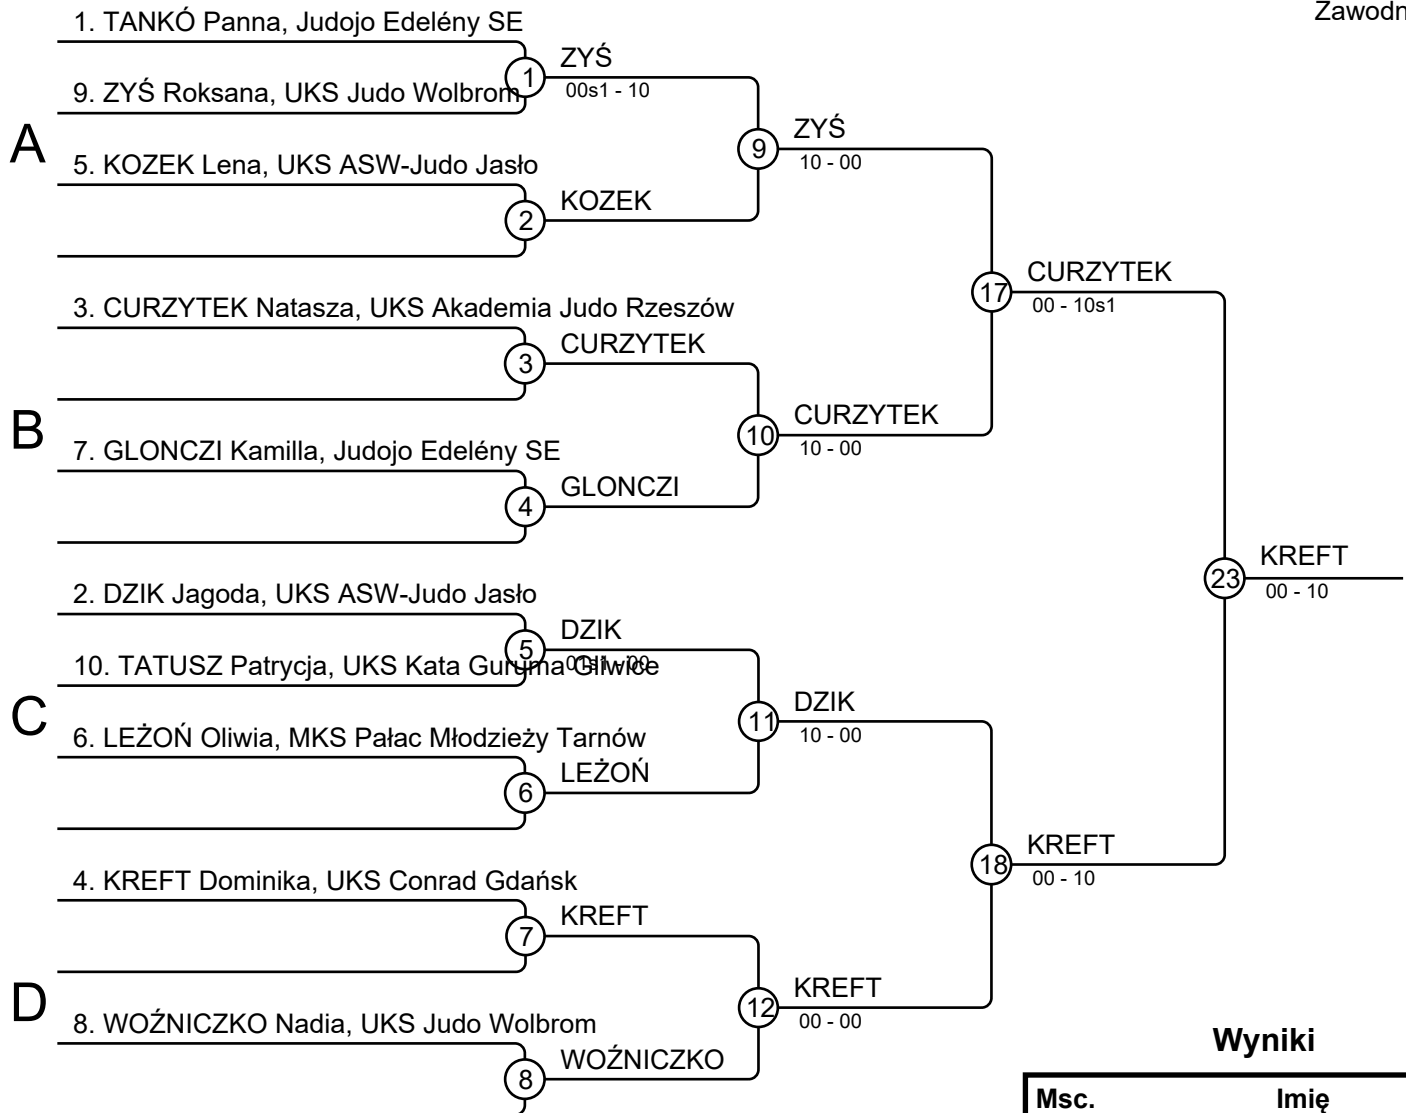 Zawodn
1. TANKÓ Panna, Judojo Edelény SE
1
ZYŚ
00s1 - 10
9. ZYŚ Roksana, UKS Judo Wolbrom
A
9
ZYŚ
10 - 00
5. KOZEK Lena, UKS ASW-Judo Jasło
2
KOZEK
17
CURZYTEK
00 - 10s1
3. CURZYTEK Natasza, UKS Akademia Judo Rzeszów
3
CURZYTEK
B
10
CURZYTEK
10 - 00
7. GLONCZI Kamilla, Judojo Edelény SE
4
GLONCZI
23
KREFT
00 - 10
2. DZIK Jagoda, UKS ASW-Judo Jasło
5
DZIK
01s1 - 00
10. TATUSZ Patrycja, UKS Kata Guruma Gliwice
C
11
DZIK
10 - 00
6. LEŻOŃ Oliwia, MKS Pałac Młodzieży Tarnów
6
LEŻOŃ
18
KREFT
00 - 10
4. KREFT Dominika, UKS Conrad Gdańsk
7
KREFT
D
12
KREFT
00 - 00
8. WOŹNICZKO Nadia, UKS Judo Wolbrom
8
WOŹNICZKO
Wyniki
Msc. Imię